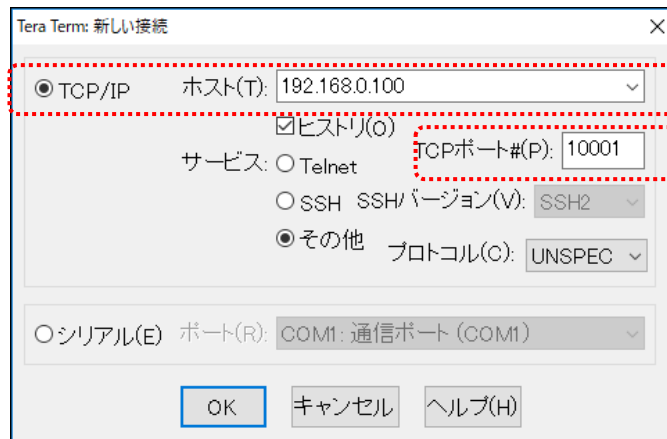 Tera Term: 新しい接続
TCP/IP ホスト(T): 192.168.0.100
ヒストリ(O)
サービス: Telnet TCPポート#(P): 10001
SSH SSHバージョン(V): SSH2
その他 プロトコル(C): UNSPEC
シリアル(E) ポート(R): COM1: 通信ポート (COM1)
OK キャンセル ヘルプ(H)